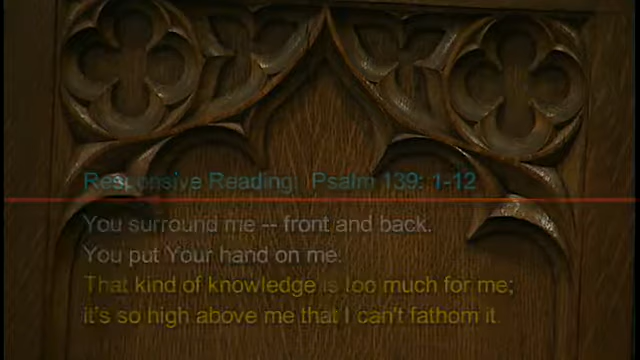 Responsive Reading: Psalm 139: 1-12
You surround me -- front and back.
You put Your hand on me.
That kind of knowledge is too much for me;
it's so high above me that I can't fathom it.